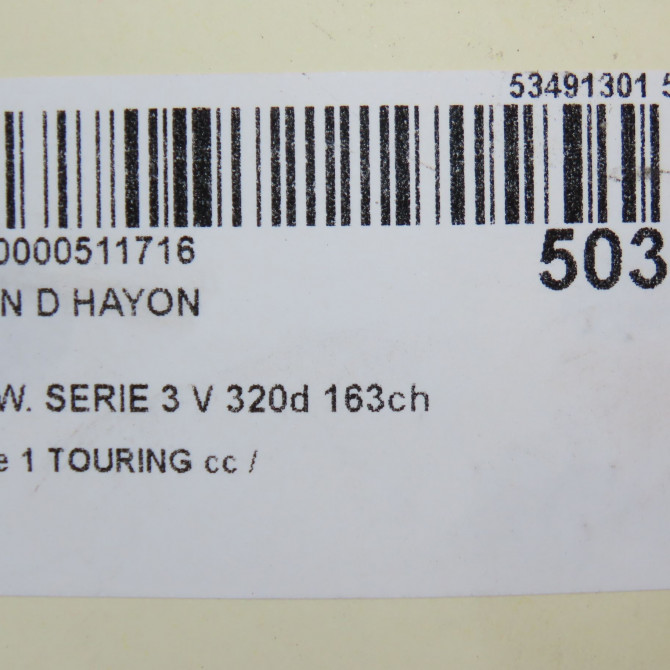 53491301 5
0000511716
503
N D HAYON
W. SERIE 3 V 320d 163ch
e 1 TOURING cc /